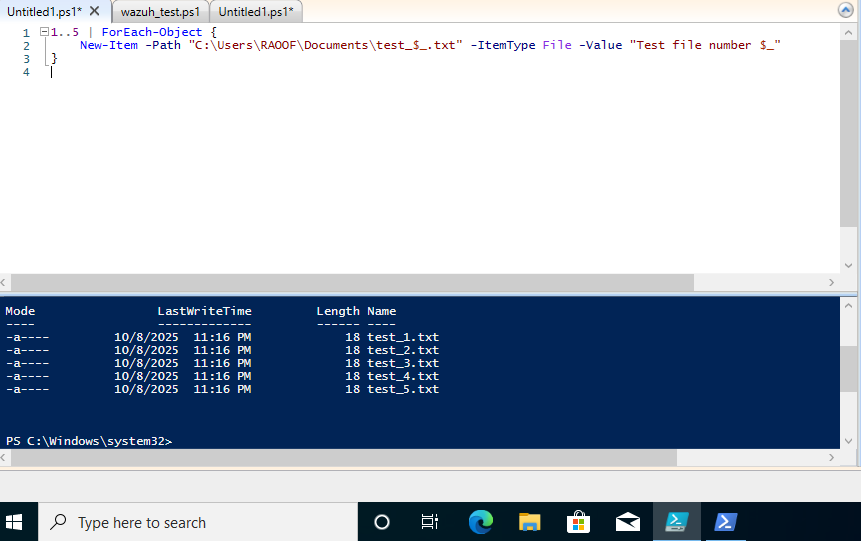 Untitled1.ps1* X wazuh_test.ps1 Untitled1.ps1*
1 1..5 | ForEach-Object {
2 New-Item -Path "C:\Users\RAOOF\Documents\test_$_.txt" -ItemType File -Value "Test file number $_"
3 }
4
Mode LastWriteTime Length Name
---- ------------- ------ ----
-a---- 10/8/2025 11:16 PM 18 test_1.txt
-a---- 10/8/2025 11:16 PM 18 test_2.txt
-a---- 10/8/2025 11:16 PM 18 test_3.txt
-a---- 10/8/2025 11:16 PM 18 test_4.txt
-a---- 10/8/2025 11:16 PM 18 test_5.txt
PS C:\Windows\system32>
Type here to search